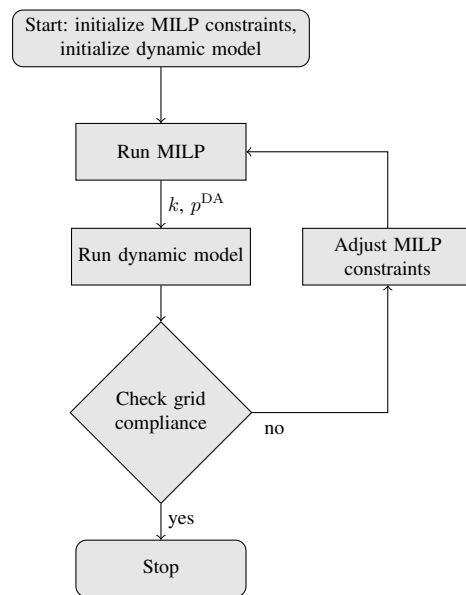 Start: initialize MILP constraints,
initialize dynamic model
Run MILP
k, p^DA
Run dynamic model
Adjust MILP
constraints
Check grid
compliance
no
yes
Stop